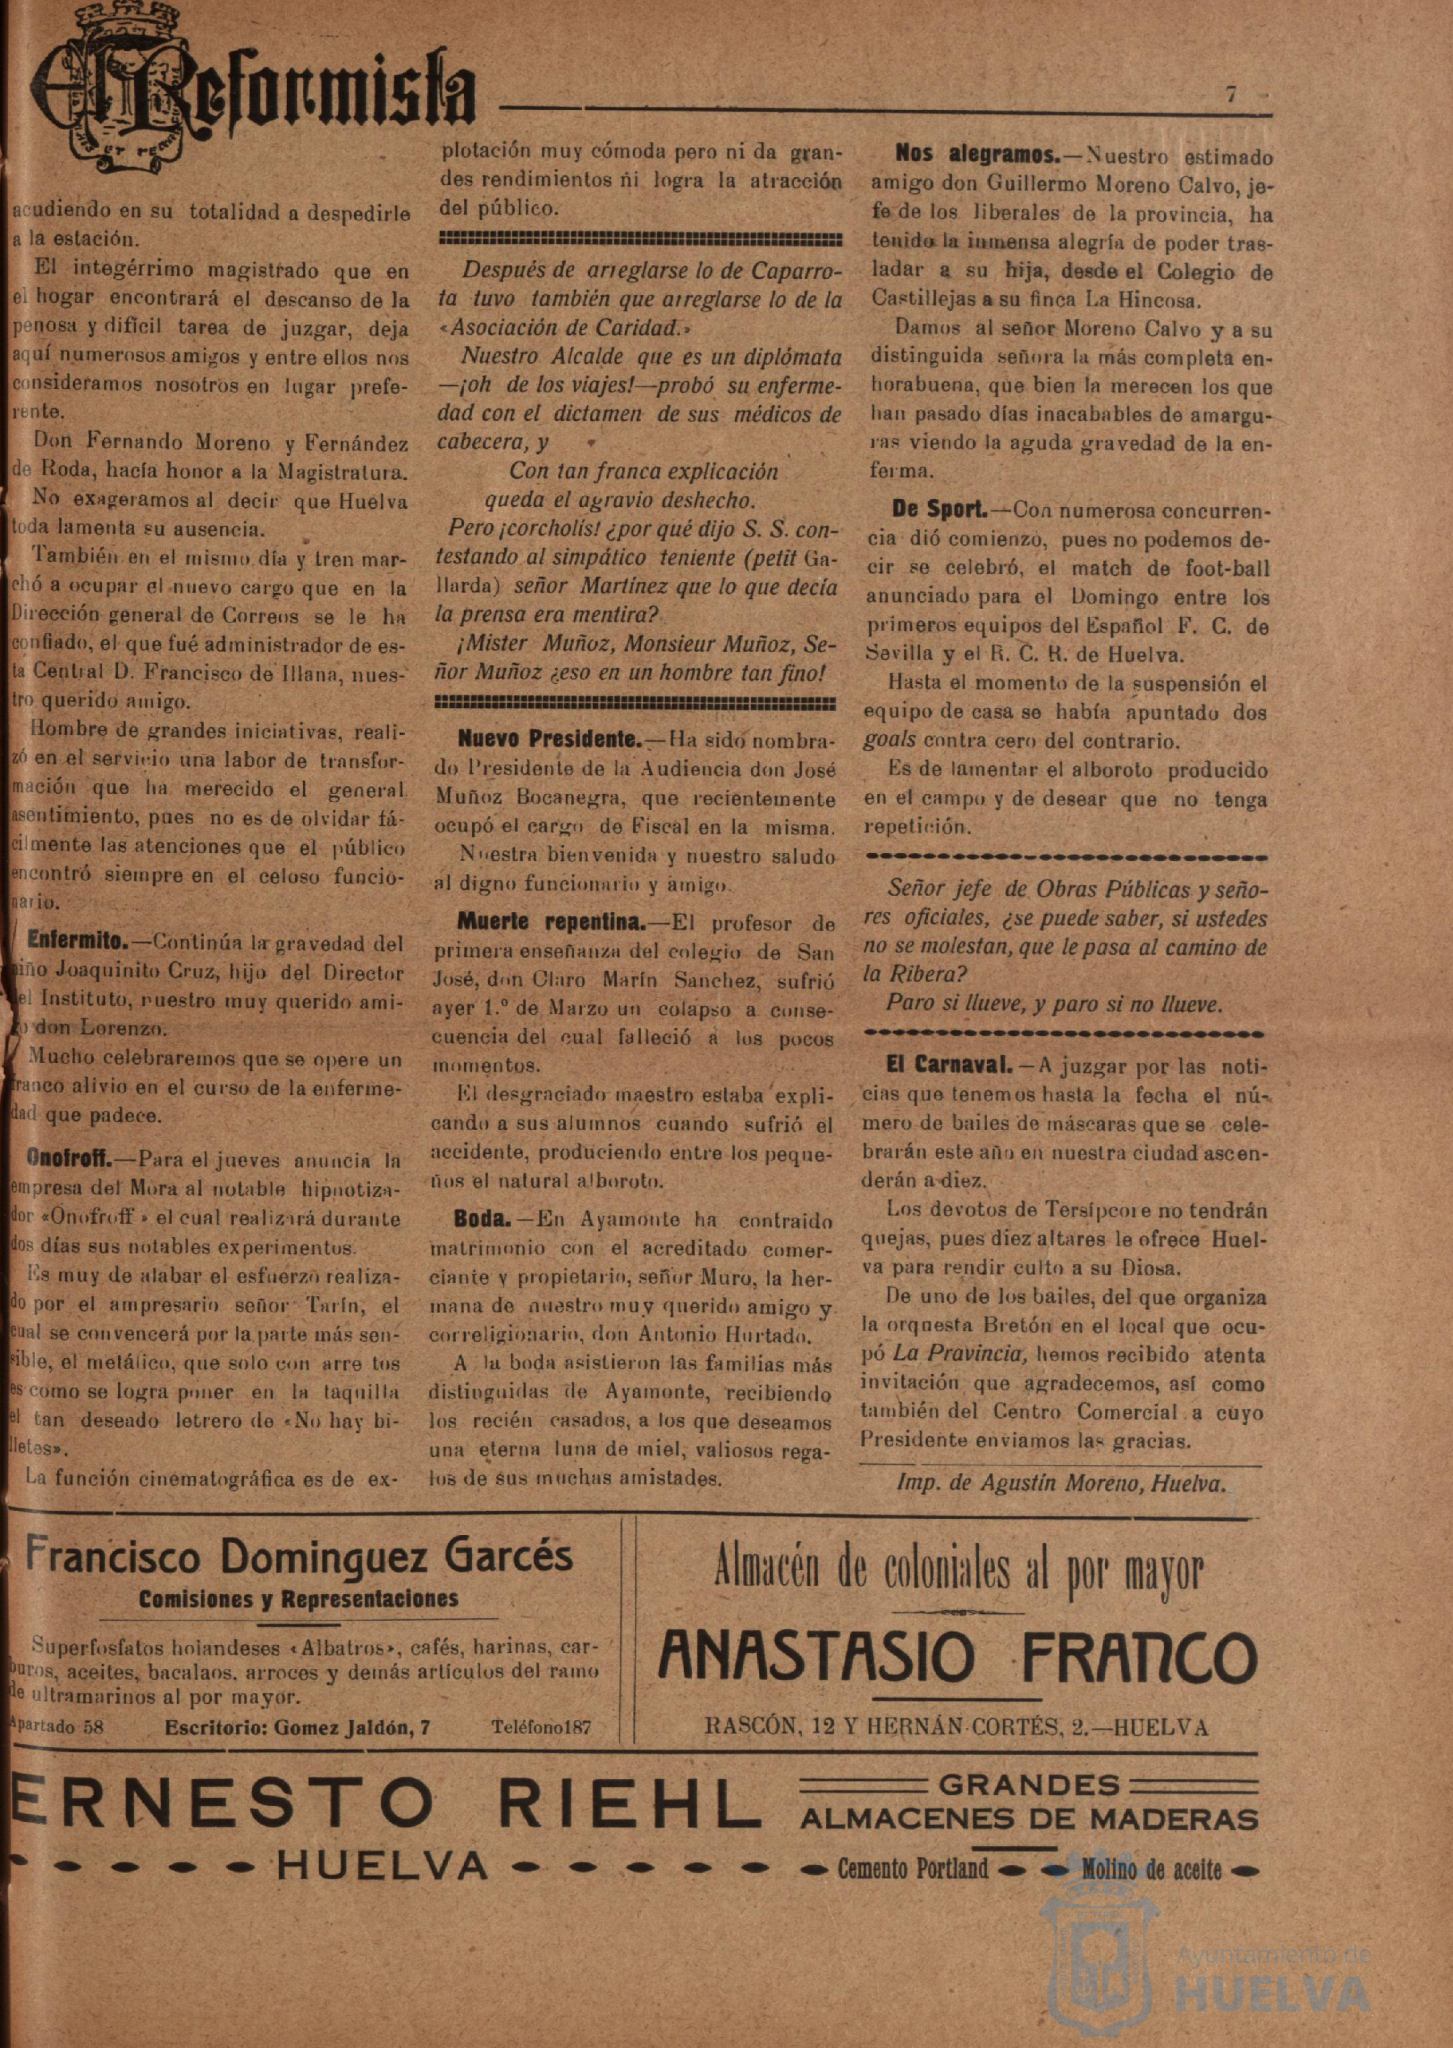 El Reformista
7
acudiendo en su totalidad a despedirle
a la estación.
El integérrimo magistrado que en
el hogar encontrará el descanso de la
penosa y difícil tarea de juzgar, deja
aquí numerosos amigos y entre ellos nos
consideramos nosotros en lugar prefe-
rente.
Don Fernando Moreno y Fernández
de Roda, hacía honor a la Magistratura.
No exageramos al decir que Huelva
toda lamenta su ausencia.
También en el mismo día y tren mar-
chó a ocupar el nuevo cargo que en la
Dirección general de Correos se le ha
confiado, el que fué administrador de es-
ta Central D. Francisco de Illana, nues-
tro querido amigo.
Hombre de grandes iniciativas, reali-
zó en el servicio una labor de transfor-
mación que ha merecido el general
asentimiento, pues no es de olvidar fá-
cilmente las atenciones que el público
encontró siempre en el celoso funcio-
nario.
Enfermito.—Continúa la gravedad del
niño Joaquinito Cruz, hijo del Director
del Instituto, nuestro muy querido ami-
go don Lorenzo.
Mucho celebraremos que se opere un
franco alivio en el curso de la enferme-
dad que padece.
Onofroff.—Para el jueves anuncia la
empresa del Mora al notable hipnotiza-
dor «Onofroff» el cual realizará durante
dos días sus notables experimentos.
Es muy de alabar el esfuerzo realiza-
do por el ampresario señor Tarín, el
cual se convencerá por la parte más sen-
sible, el metálico, que solo con arre tos
es como se logra poner en la taquilla
el tan deseado letrero de «No hay bi-
lletes».
La función cinematográfica es de ex-
plotación muy cómoda pero ni da gran-
des rendimientos ni logra la atracción
del público.
Después de arreglarse lo de Caparro-
ta tuvo también que arreglarse lo de la
«Asociación de Caridad.»
Nuestro Alcalde que es un diplómata
—¡oh de los viajes!—probó su enferme-
dad con el dictamen de sus médicos de
cabecera, y
Con tan franca explicación
queda el agravio deshecho.
Pero ¡corcholis! ¿por qué dijo S. S. con-
testando al simpático teniente (petit Ga-
llarda) señor Martínez que lo que decía
la prensa era mentira?
¡Mister Muñoz, Monsieur Muñoz, Se-
ñor Muñoz ¿eso en un hombre tan fino!
Nuevo Presidente.—Ha sido nombra-
do Presidente de la Audiencia don José
Muñoz Bocanegra, que recientemente
ocupó el cargo de Fiscal en la misma.
Nuestra bienvenida y nuestro saludo
al digno funcionario y amigo.
Muerte repentina.—El profesor de
primera enseñanza del colegio de San
José, don Claro Marín Sanchez, sufrió
ayer 1.º de Marzo un colapso a conse-
cuencia del cual falleció a los pocos
momentos.
El desgraciado maestro estaba expli-
cando a sus alumnos cuando sufrió el
accidente, produciendo entre los peque-
ños el natural alboroto.
Boda.—En Ayamonte ha contraido
matrimonio con el acreditado comer-
ciante y propietario, señor Muro, la her-
mana de nuestro muy querido amigo y
correligionario, don Antonio Hurtado.
A la boda asistieron las familias más
distinguidas de Ayamonte, recibiendo
los recién casados, a los que deseamos
una eterna luna de miel, valiosos rega-
los de sus muchas amistades.
Nos alegramos.—Nuestro estimado
amigo don Guillermo Moreno Calvo, je-
fe de los liberales de la provincia, ha
tenido la inmensa alegría de poder tras-
ladar a su hija, desde el Colegio de
Castillejas a su finca La Hincosa.
Damos al señor Moreno Calvo y a su
distinguida señora la más completa en-
horabuena, que bien la merecen los que
han pasado días inacabables de amargu-
ras viendo la aguda gravedad de la en-
ferma.
De Sport.—Con numerosa concurren-
cia dió comienzo, pues no podemos de-
cir se celebró, el match de foot-ball
anunciado para el Domingo entre los
primeros equipos del Español F. C. de
Sevilla y el R. C. R. de Huelva.
Hasta el momento de la suspensión el
equipo de casa se había apuntado dos
goals contra cero del contrario.
Es de lamentar el alboroto producido
en el campo y de desear que no tenga
repetición.
Señor jefe de Obras Públicas y seño-
res oficiales, ¿se puede saber, si ustedes
no se molestan, que le pasa al camino de
la Ribera?
Paro si llueve, y paro si no llueve.
El Carnaval.—A juzgar por las noti-
cias que tenemos hasta la fecha el nú-
mero de bailes de máscaras que se cele-
brarán este año en nuestra ciudad ascen-
derán a diez.
Los devotos de Tersípcore no tendrán
quejas, pues diez altares le ofrece Huel-
va para rendir culto a su Diosa.
De uno de los bailes, del que organiza
la orquesta Bretón en el local que ocu-
pó La Pravincia, hemos recibido atenta
invitación que agradecemos, así como
también del Centro Comercial a cuyo
Presidente enviamos las gracias.
Imp. de Agustín Moreno, Huelva.
Francisco Dominguez Garcés
Comisiones y Representaciones
Superfosfatos holandeses «Albatros», cafés, harinas, car-
buros, aceites, bacalaos, arroces y demás artículos del ramo
de ultramarinos al por mayor.
Apartado 58 Escritorio: Gomez Jaldón, 7 Teléfono187
Almacén de coloniales al por mayor
ANASTASIO FRANCO
RASCÓN, 12 Y HERNÁN CORTÉS, 2.—HUELVA
ERNESTO RIEHL
HUELVA
GRANDES
ALMACENES DE MADERAS
Cemento Portland Molino de aceite
Ayuntamiento de
HUELVA